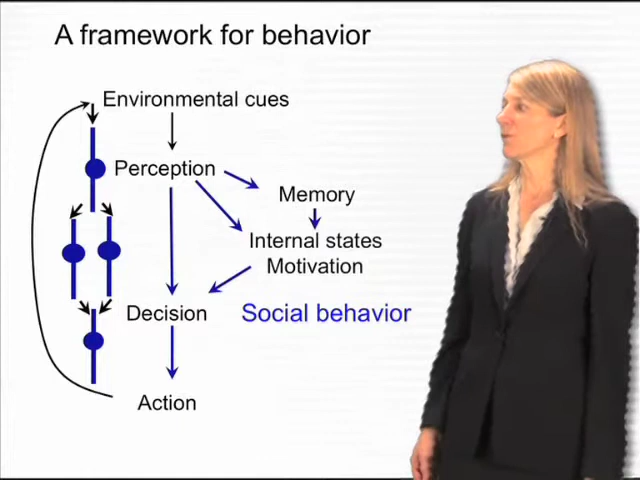 A framework for behavior
Environmental cues
Perception
Memory
Internal states
Motivation
Decision
Social behavior
Action